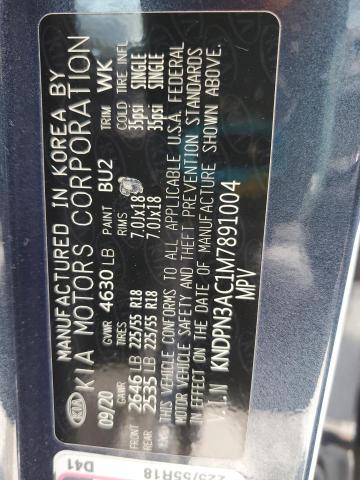 MANUFACTURED IN KOREA BY
KIA MOTORS CORPORATION
KIA
09/20 GVWR 4630 LB PAINT BU2 TRIM WK
GAWR TIRES RIMS COLD TIRE INFL
FRONT 2646 LB 225/55 R18 7.0JX18 35psi SINGLE
REAR 2535 LB 225/55 R18 7.0JX18 35psi SINGLE
THIS VEHICLE CONFORMS TO ALL APPLICABLE U.S.A. FEDERAL
MOTOR VEHICLE SAFETY AND THEFT PREVENTION STANDARDS
IN EFFECT ON THE DATE OF MANUFACTURE SHOWN ABOVE.
V.I.N KNDPN3AC1M7891004
MPV
225/55R18
D41